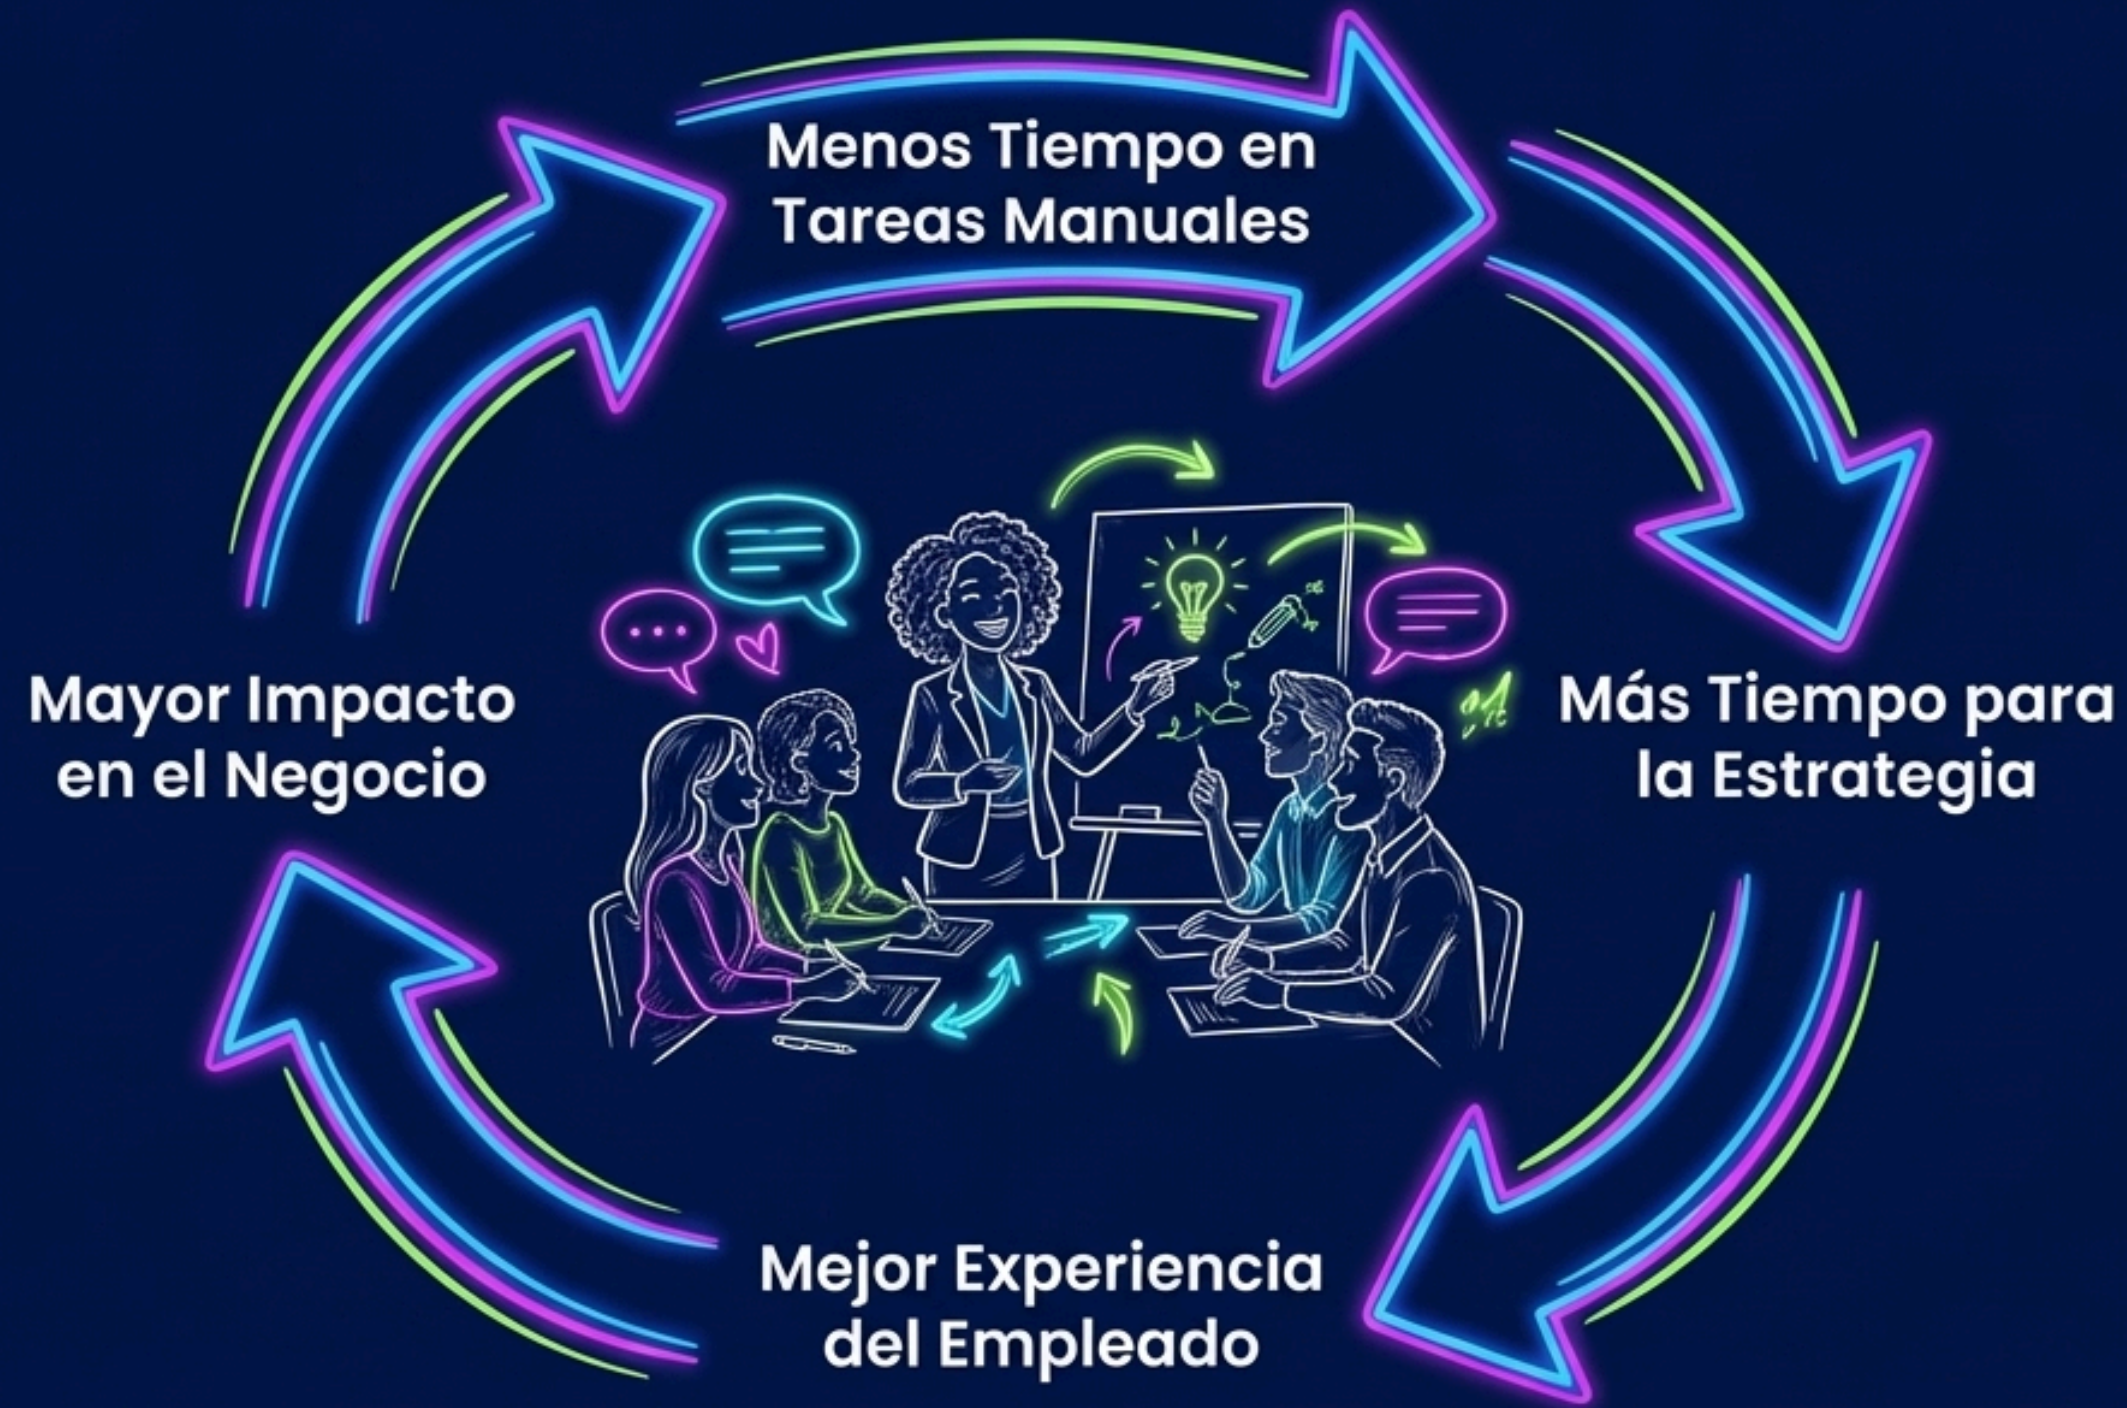 Menos Tiempo en
Tareas Manuales
Más Tiempo para
la Estrategia
Mejor Experiencia
del Empleado
Mayor Impacto
en el Negocio